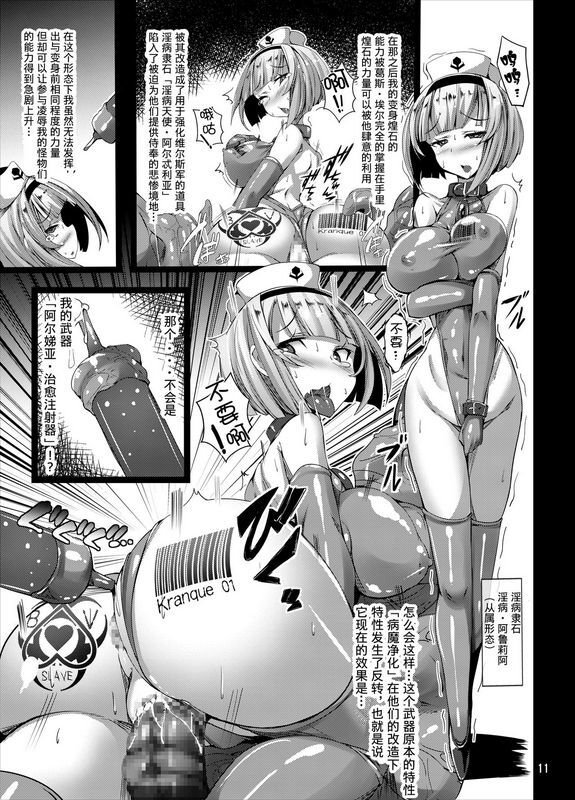 在那之后我的变身煌石的
能力被葛斯·埃尔完全的掌握在手里
煌石的力量可以被他肆意的利用
呜呜…
啊!!
被其改造成了用于强化维尔斯军的道具
淫病隶石「淫病天使·阿尔忒利亚」
陷入了被迫为他们提供侍奉的悲惨境地…
Kranque
SLAVE
在这个形态下我虽然无法发挥
出与变身前相同程度的力量
但却可以让参与凌辱我的怪物们
的能力得到急剧上升…
不要…
不要啊
那个…不会是
我的武器
「阿尔娣亚·治愈注射器」!?
Kranque 01
SLAVE
淫病隶石
淫病·阿鲁莉阿
(从属形态)
怎么会这样…这个武器原本的特性
「病魔净化」在他们的改造下
特性发生了反转,也就是说
它现在的效果是…
11